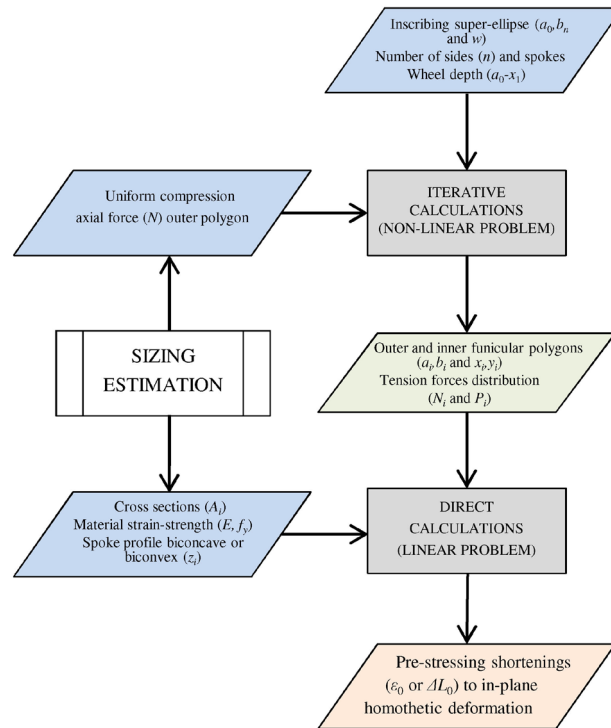 Inscribing super-ellipse (a₀,bₙ
and w)
Number of sides (n) and spokes
Wheel depth (a₀-x₁)
Uniform compression
axial force (N) outer polygon
ITERATIVE
CALCULATIONS
(NON-LINEAR PROBLEM)
SIZING
ESTIMATION
Outer and inner funicular polygons
(aᵢ,bᵢ and xᵢ,yᵢ)
Tension forces distribution
(Nᵢ and Pᵢ)
Cross sections (Aᵢ)
Material strain-strength (E, fᵧ)
Spoke profile biconcave or
biconvex (zᵢ)
DIRECT
CALCULATIONS
(LINEAR PROBLEM)
Pre-stressing shortenings
(ε₀ or ΔL₀) to in-plane
homothetic deformation